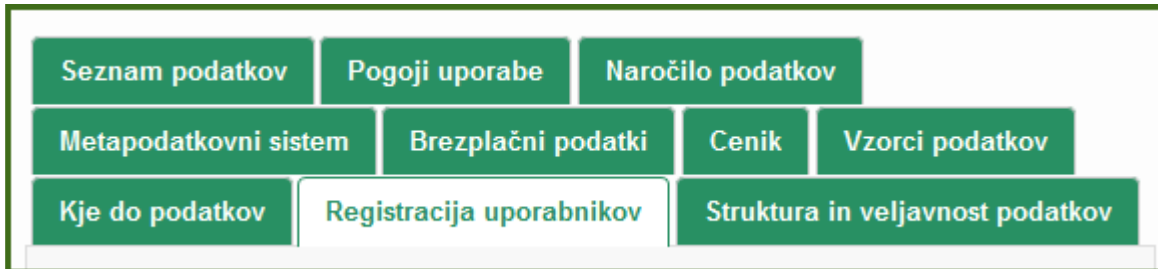 Seznam podatkov Pogoji uporabe Naročilo podatkov
Metapodatkovni sistem Brezplačni podatki Cenik Vzorci podatkov
Kje do podatkov Registracija uporabnikov Struktura in veljavnost podatkov